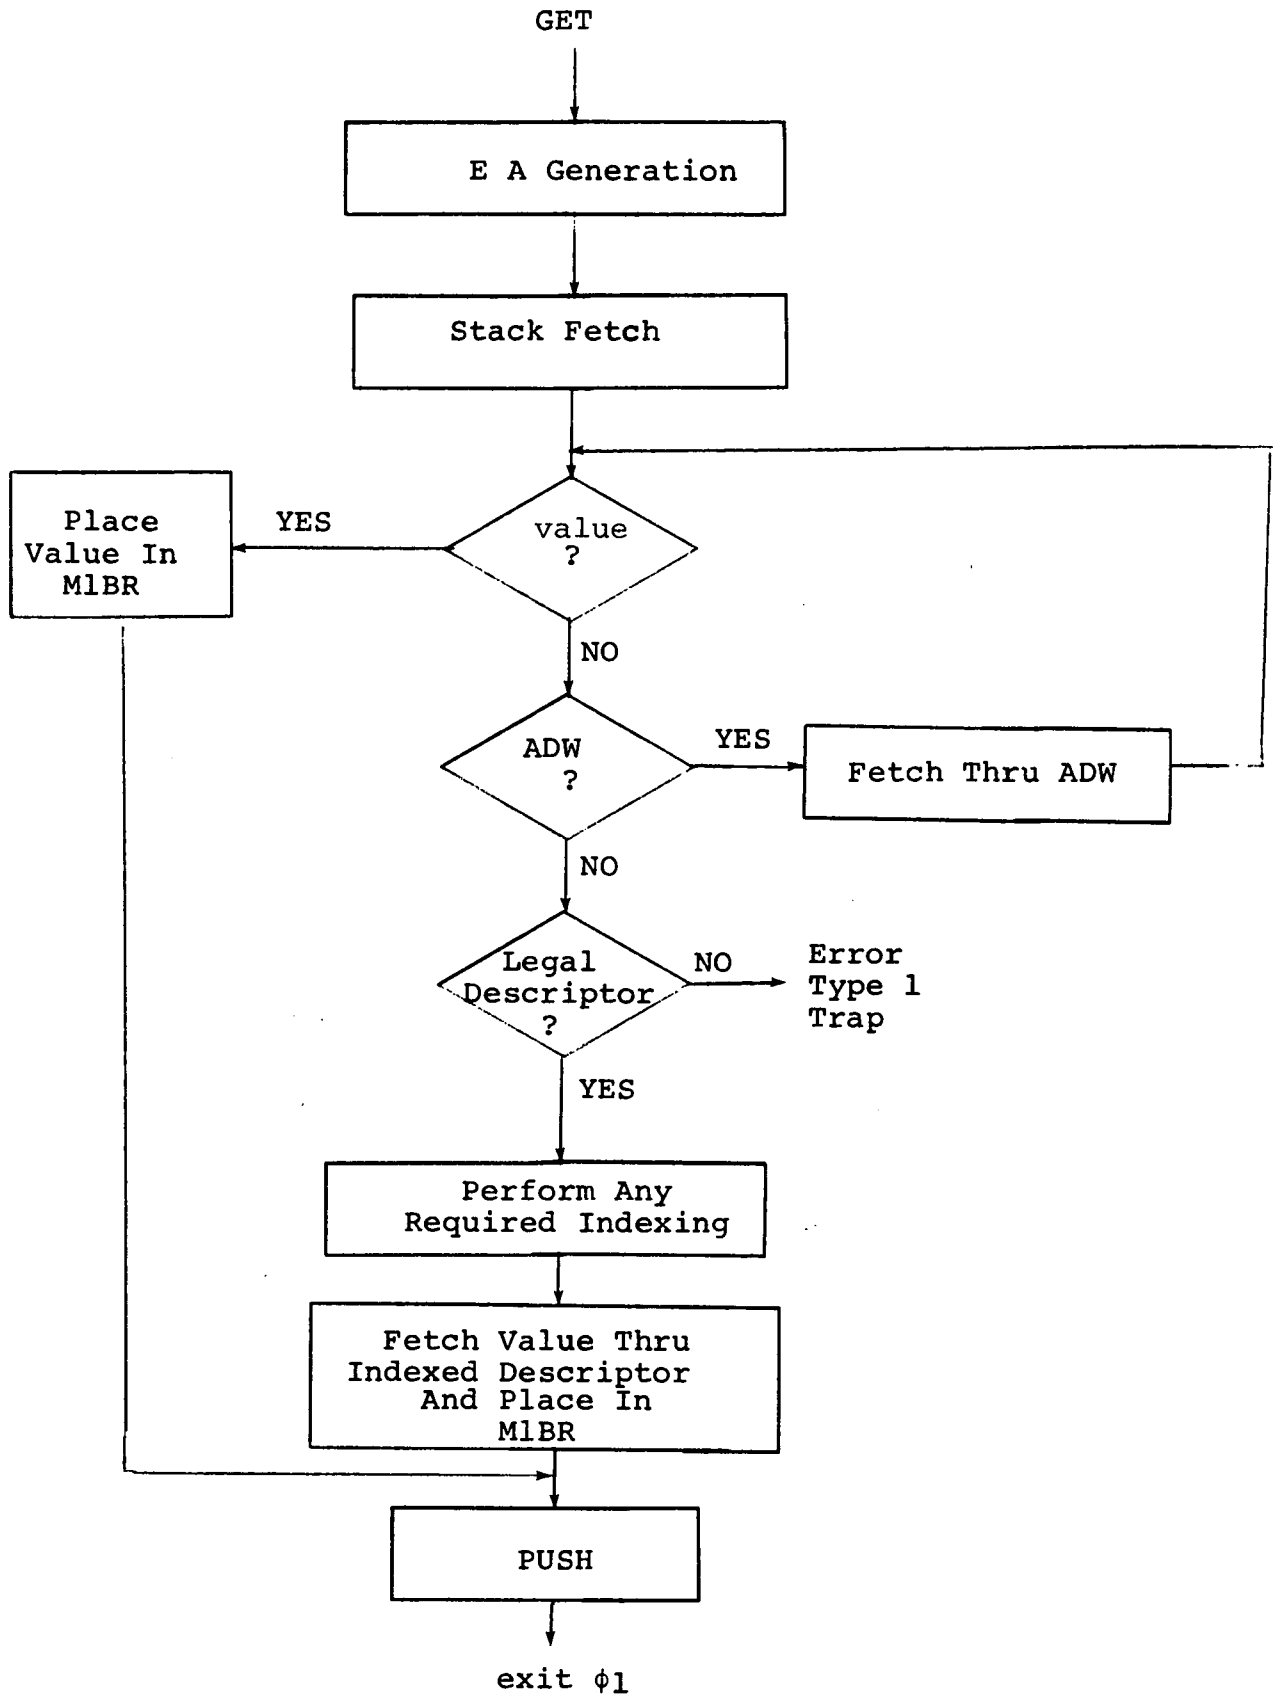 GET
E A Generation
Stack Fetch
value
?
YES
Place
Value In
M1BR
NO
ADW
?
YES
Fetch Thru ADW
NO
Legal
Descriptor
?
NO
Error
Type 1
Trap
YES
Perform Any
Required Indexing
Fetch Value Thru
Indexed Descriptor
And Place In
M1BR
PUSH
exit φ1